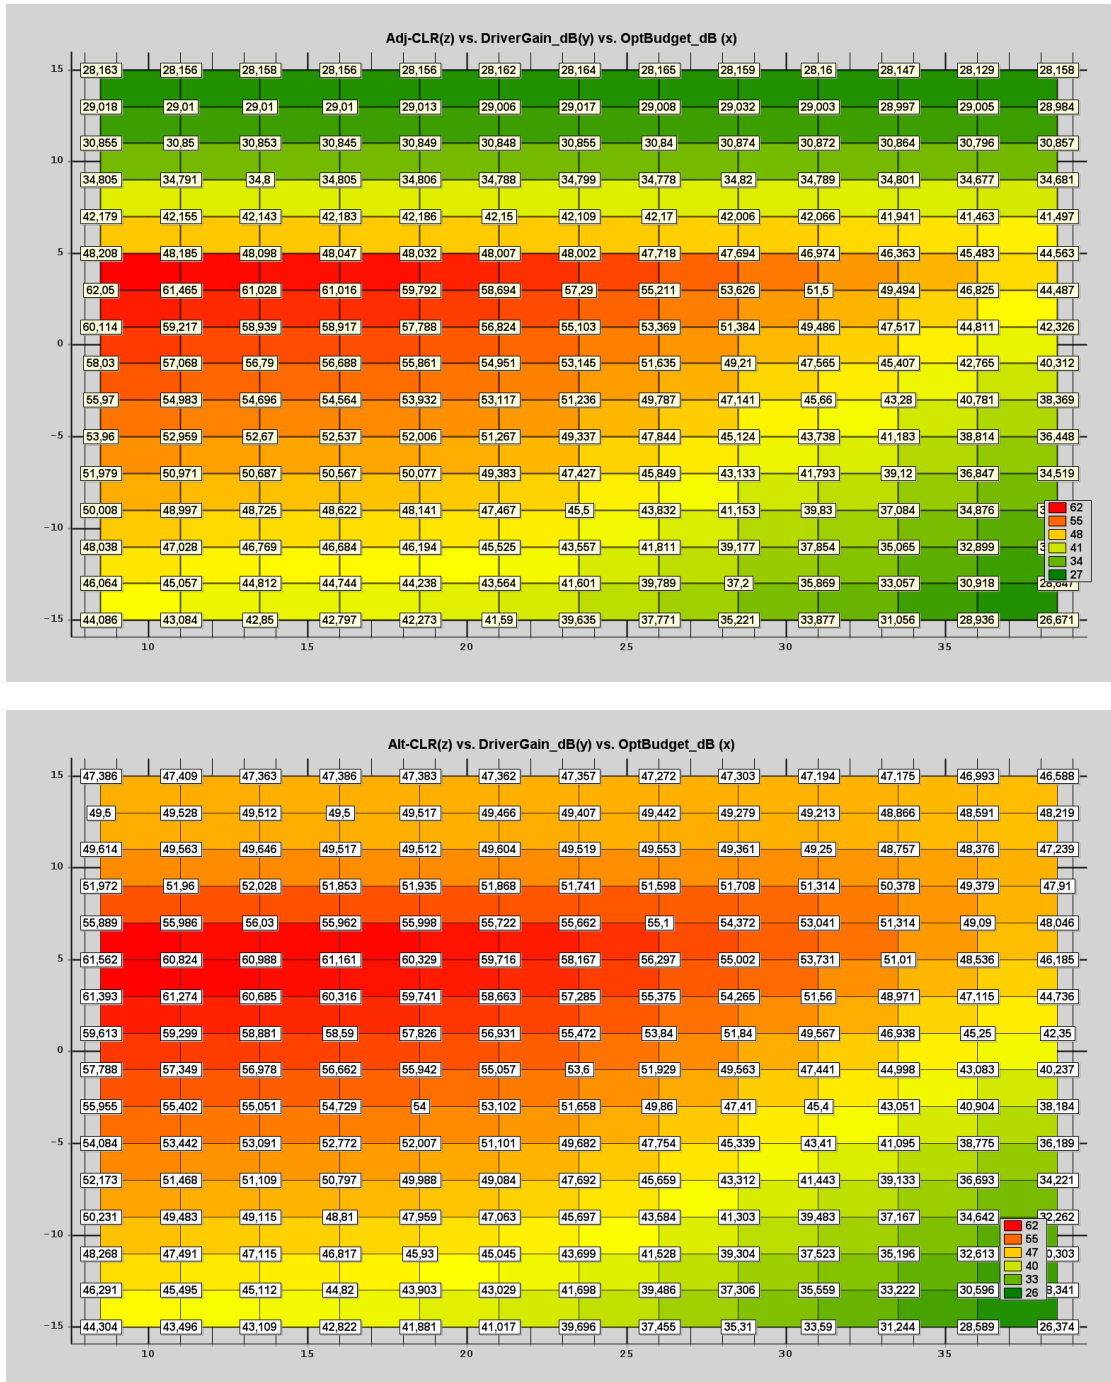 Adj-CLR(z) vs. DriverGain_dB(y) vs. OptBudget_dB (x)
15 28,163 28,156 28,158 28,156 28,156 28,162 28,164 28,165 28,159 28,16 28,147 28,129 28,158
29,018 29,01 29,01 29,01 29,013 29,006 29,017 29,008 29,032 29,003 28,997 29,005 28,984
30,855 30,85 30,853 30,845 30,849 30,848 30,855 30,84 30,874 30,872 30,864 30,796 30,857
10
34,805 34,791 34,8 34,805 34,806 34,788 34,799 34,778 34,82 34,789 34,801 34,677 34,681
42,179 42,155 42,143 42,183 42,186 42,15 42,109 42,17 42,006 42,066 41,941 41,463 41,497
5 48,208 48,185 48,098 48,047 48,032 48,007 48,002 47,718 47,694 46,974 46,363 45,483 44,563
62,05 61,465 61,028 61,016 59,792 58,694 57,29 55,211 53,626 51,5 49,494 46,825 44,487
60,114 59,217 58,939 58,917 57,788 56,824 55,103 53,369 51,384 49,486 47,517 44,811 42,326
0
58,03 57,068 56,79 56,688 55,861 54,951 53,145 51,635 49,21 47,565 45,407 42,765 40,312
55,97 54,983 54,696 54,564 53,932 53,117 51,236 49,787 47,141 45,66 43,28 40,781 38,369
-5 53,96 52,959 52,67 52,537 52,006 51,267 49,337 47,844 45,124 43,738 41,183 38,814 36,448
51,979 50,971 50,687 50,567 50,077 49,383 47,427 45,849 43,133 41,793 39,12 36,847 34,519
50,008 48,997 48,725 48,622 48,141 47,467 45,5 43,832 41,153 39,83 37,084 34,876
-10
48,038 47,028 46,769 46,684 46,194 45,525 43,557 41,811 39,177 37,854 35,065 32,899
46,064 45,057 44,812 44,744 44,238 43,564 41,601 39,789 37,2 35,869 33,057 30,918
-15 44,086 43,084 42,85 42,797 42,273 41,59 39,635 37,771 35,221 33,877 31,056 28,936 26,671
10 15 20 25 30 35
62
55
48
41
34
27
Alt-CLR(z) vs. DriverGain_dB(y) vs. OptBudget_dB (x)
15 47,386 47,409 47,363 47,386 47,383 47,362 47,357 47,272 47,303 47,194 47,175 46,993 46,588
49,5 49,528 49,512 49,5 49,517 49,466 49,407 49,442 49,279 49,213 48,866 48,591 48,219
49,614 49,563 49,646 49,517 49,512 49,604 49,519 49,553 49,361 49,25 48,757 48,376 47,239
10
51,972 51,96 52,028 51,853 51,935 51,868 51,741 51,598 51,708 51,314 50,378 49,379 47,91
55,889 55,986 56,03 55,962 55,998 55,722 55,662 55,1 54,372 53,041 51,314 49,09 48,046
5 61,562 60,824 60,988 61,161 60,329 59,716 58,167 56,297 55,002 53,731 51,01 48,536 46,185
61,393 61,274 60,685 60,316 59,741 58,663 57,285 55,375 54,265 51,56 48,971 47,115 44,736
59,613 59,299 58,881 58,59 57,826 56,931 55,472 53,84 51,84 49,567 46,938 45,25 42,35
0
57,788 57,349 56,978 56,662 55,942 55,057 53,6 51,929 49,563 47,441 44,998 43,083 40,237
55,955 55,402 55,051 54,729 54 53,102 51,658 49,86 47,41 45,4 43,051 40,904 38,184
-5 54,084 53,442 53,091 52,772 52,007 51,101 49,682 47,754 45,339 43,41 41,095 38,775 36,189
52,173 51,468 51,109 50,797 49,988 49,084 47,692 45,659 43,312 41,443 39,133 36,693 34,221
50,231 49,483 49,115 48,81 47,959 47,063 45,697 43,584 41,303 39,483 37,167 34,642 32,262
-10
48,268 47,491 47,115 46,817 45,93 45,045 43,699 41,528 39,304 37,523 35,196 32,613
46,291 45,495 45,112 44,82 43,903 43,029 41,698 39,486 37,306 35,559 33,222 30,596
-15 44,304 43,496 43,109 42,822 41,881 41,017 39,696 37,455 35,31 33,59 31,244 28,589 26,374
10 15 20 25 30 35
62
55
47
40
33
26